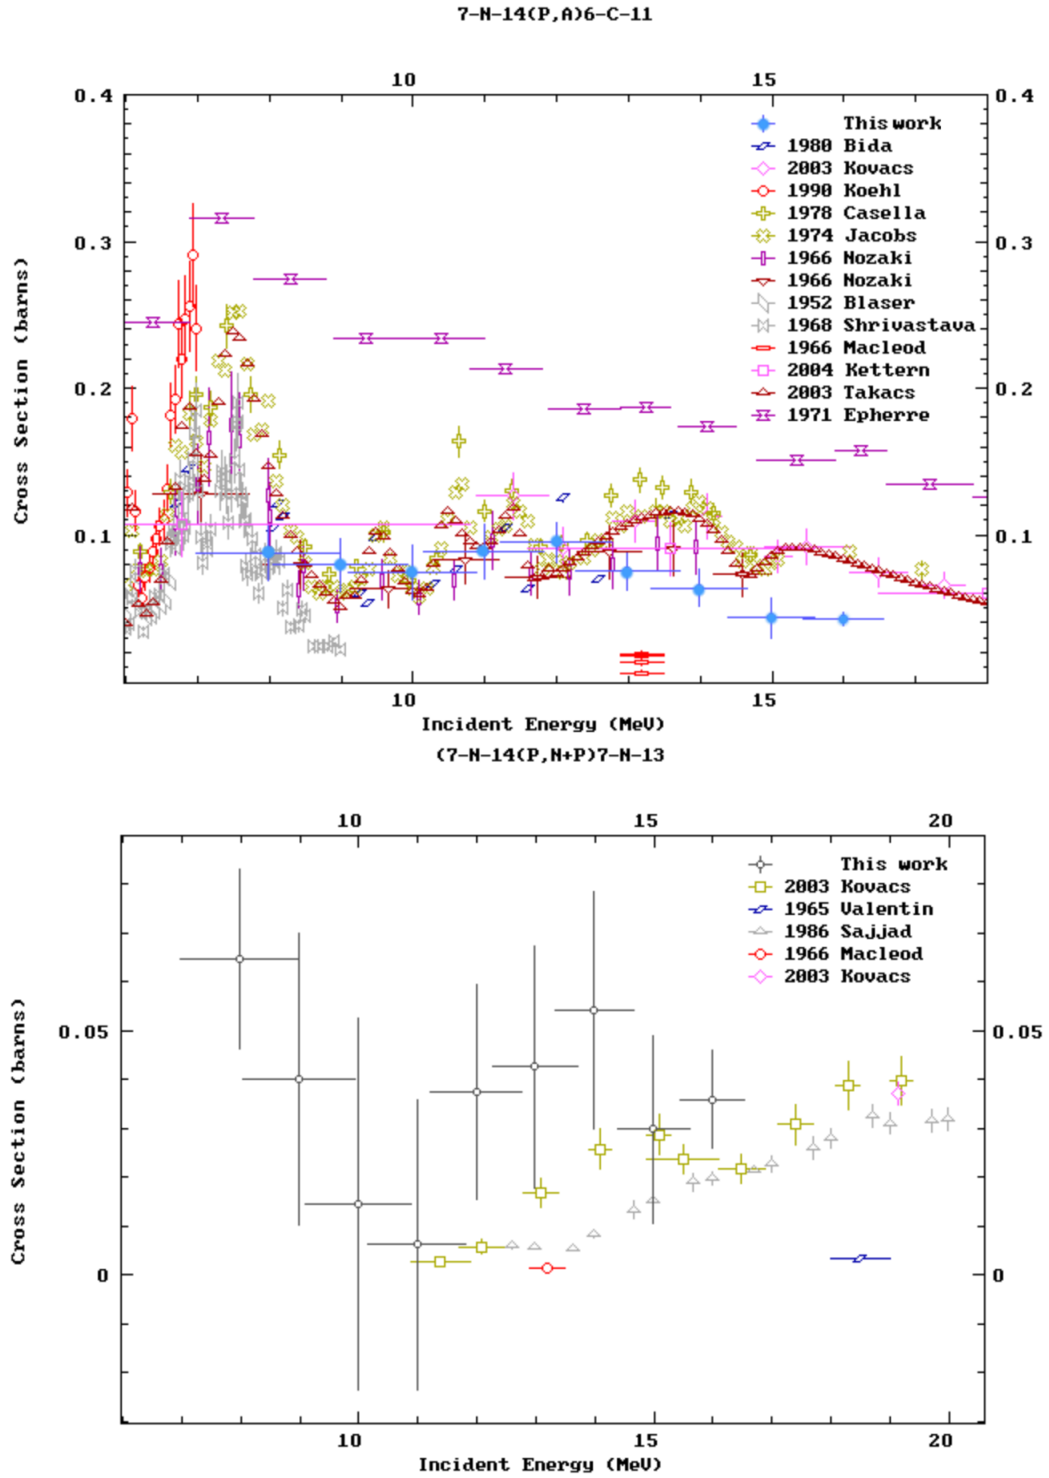 7-N-14(P,A)6-C-11
10 15
0.4 0.4
This work
1980 Bida
2003 Kovacs
1990 Koehl
1978 Casella
1974 Jacobs
1966 Nozaki
1966 Nozaki
1952 Blaser
1968 Shrivastava
1966 Macleod
2004 Kettern
2003 Takacs
1971 Epherre
0.3 0.3
0.2 0.2
0.1 0.1
Cross Section (barns)
10 15
Incident Energy (MeV)
(7-N-14(P,N+P)7-N-13
10 15 20
This work
2003 Kovacs
1965 Valentin
1986 Sajjad
1966 Macleod
2003 Kovacs
0.05 0.05
0 0
Cross Section (barns)
10 15 20
Incident Energy (MeV)